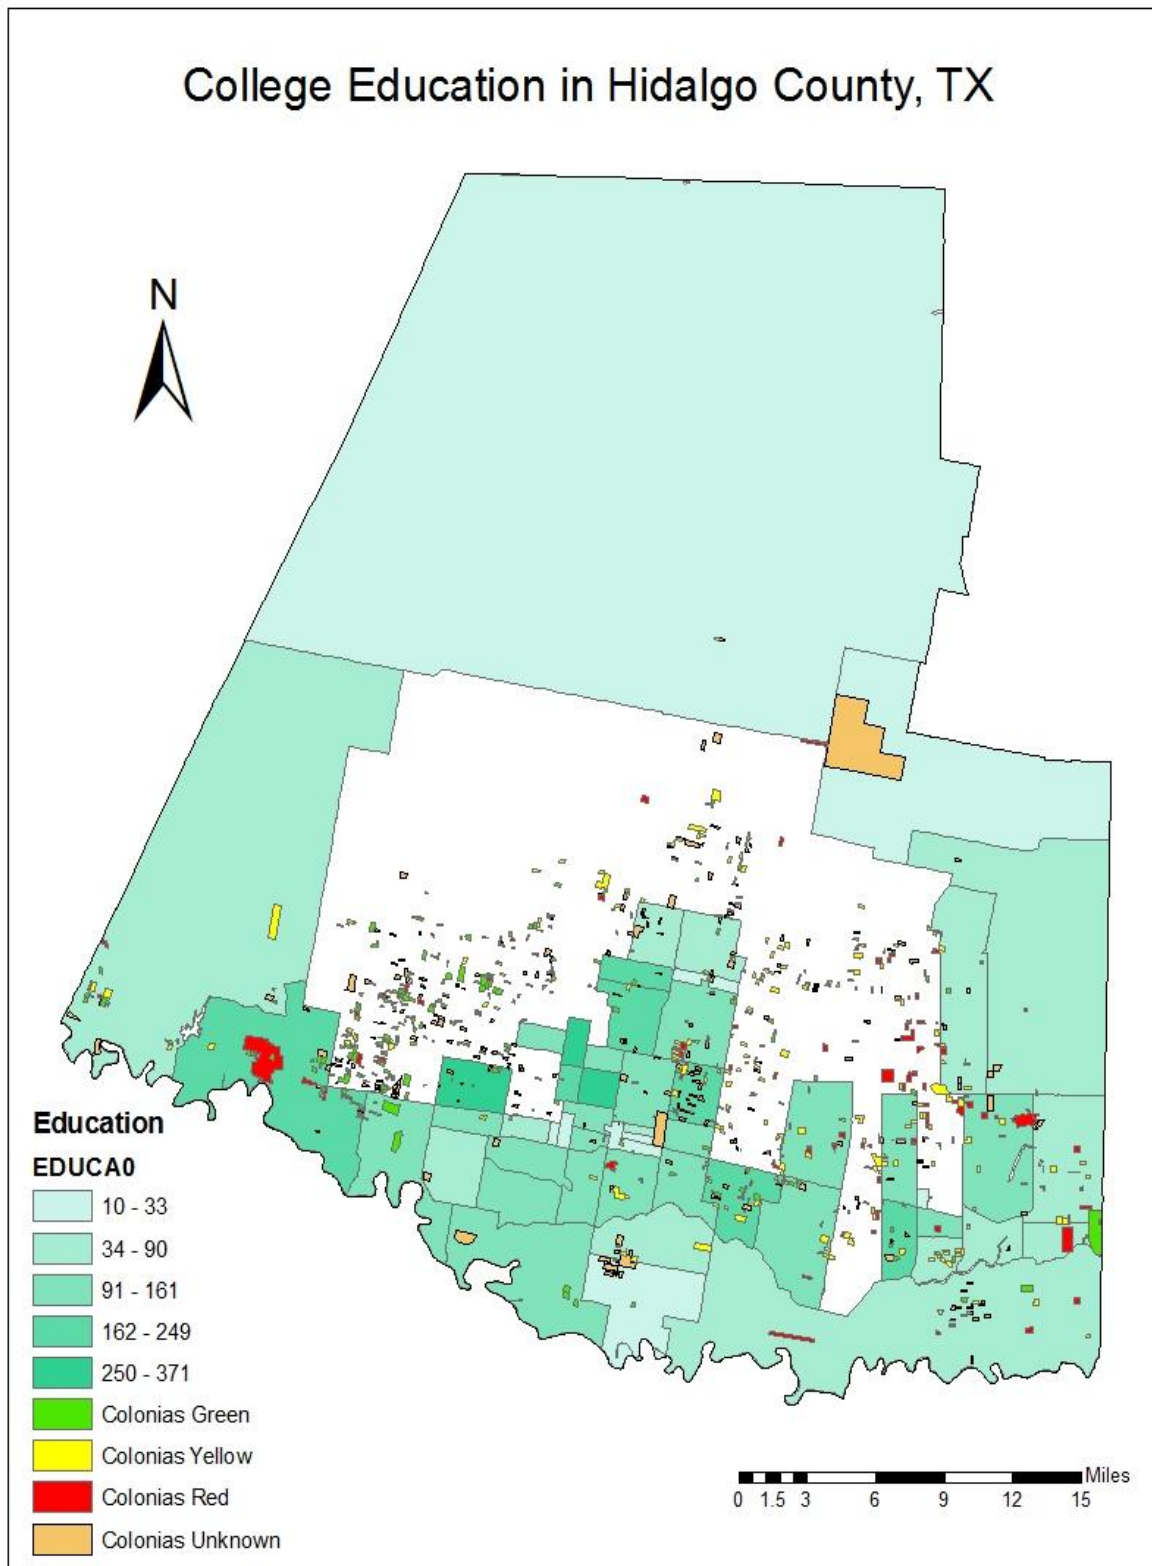 College Education in Hidalgo County, TX
N
Education
EDUCA0
10 - 33
34 - 90
91 - 161
162 - 249
250 - 371
Colonias Green
Colonias Yellow
Colonias Red
Colonias Unknown
Miles
0 1.5 3 6 9 12 15